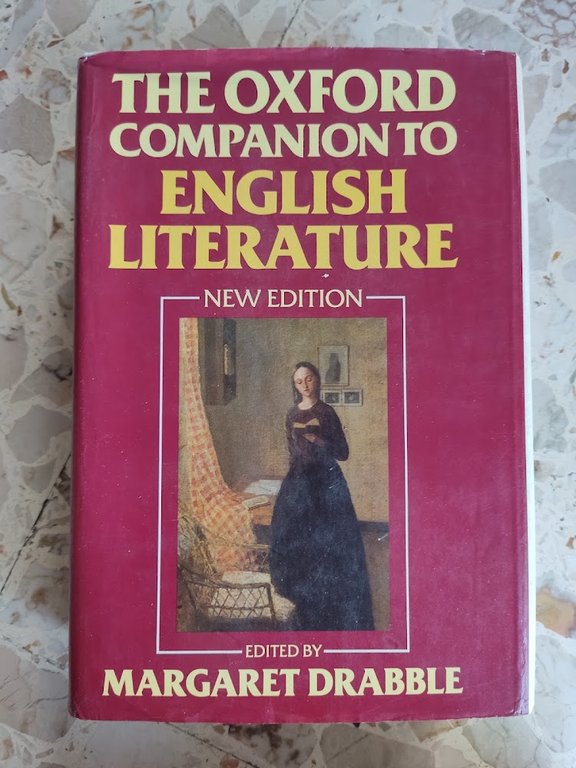 THE OXFORD
COMPANION TO
ENGLISH
LITERATURE
NEW EDITION
EDITED BY
MARGARET DRABBLE